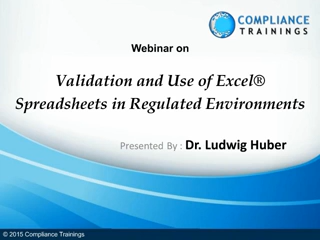 COMPLIANCE
TRAININGS
Webinar on
Validation and Use of Excel®
Spreadsheets in Regulated Environments
Presented By : Dr. Ludwig Huber
© 2015 Compliance Trainings